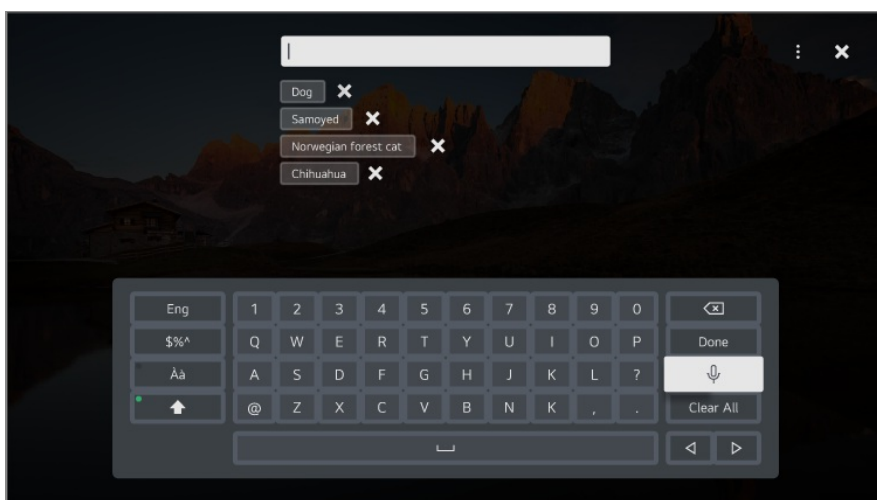 Dog
Samoyed
Norwegian forest cat
Chihuahua
Eng 1 2 3 4 5 6 7 8 9 0
$%^ Q W E R T Y U I O P Done
Àà A S D F G H J K L ?
@ Z X C V B N K , . Clear All